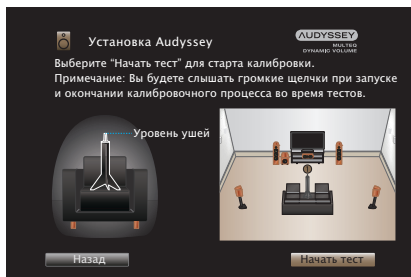 Установка Audyssey
AUDYSSEY
MULTEQ
DYNAMIC VOLUME
Выберите “Начать тест” для старта калибровки.
Примечание: Вы будете слышать громкие щелчки при запуске
и окончании калибровочного процесса во время тестов.
Уровень ушей
Назад
Начать тест